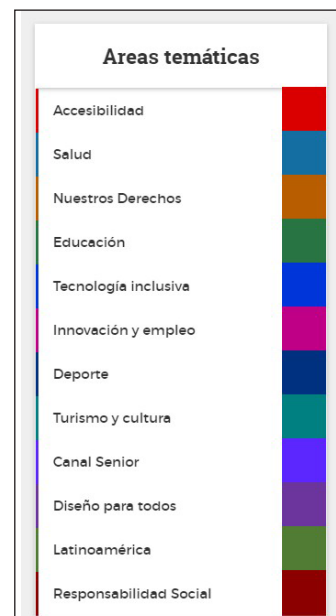 Areas temáticas
Accesibilidad
Salud
Nuestros Derechos
Educación
Tecnología inclusiva
Innovación y empleo
Deporte
Turismo y cultura
Canal Senior
Diseño para todos
Latinoamérica
Responsabilidad Social